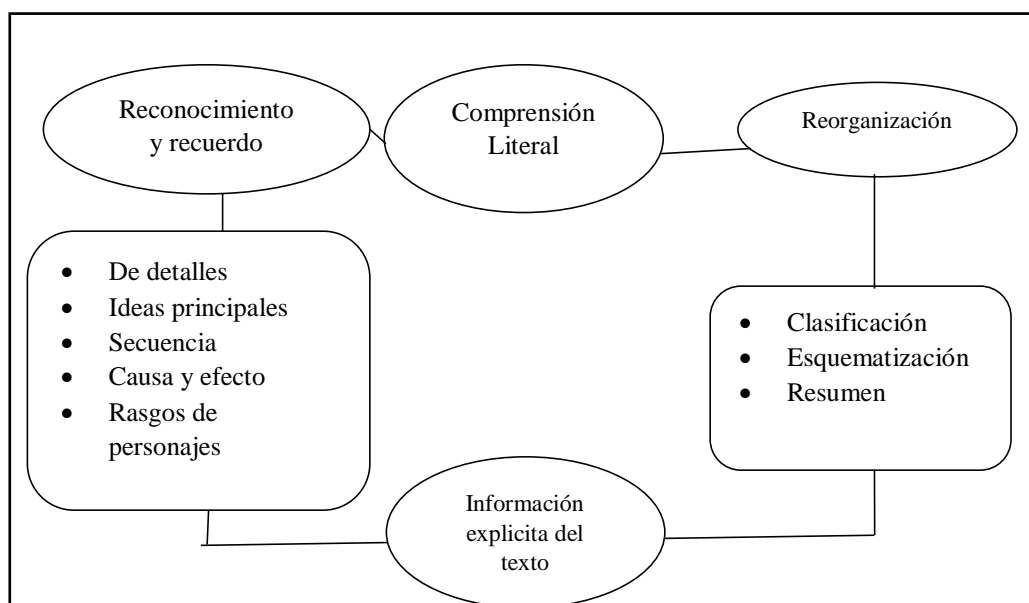 Reconocimiento
y recuerdo
Comprensión
Literal
Reorganización
• De detalles
• Ideas principales
• Secuencia
• Causa y efecto
• Rasgos de
personajes
• Clasificación
• Esquematización
• Resumen
Información
explicita del
texto